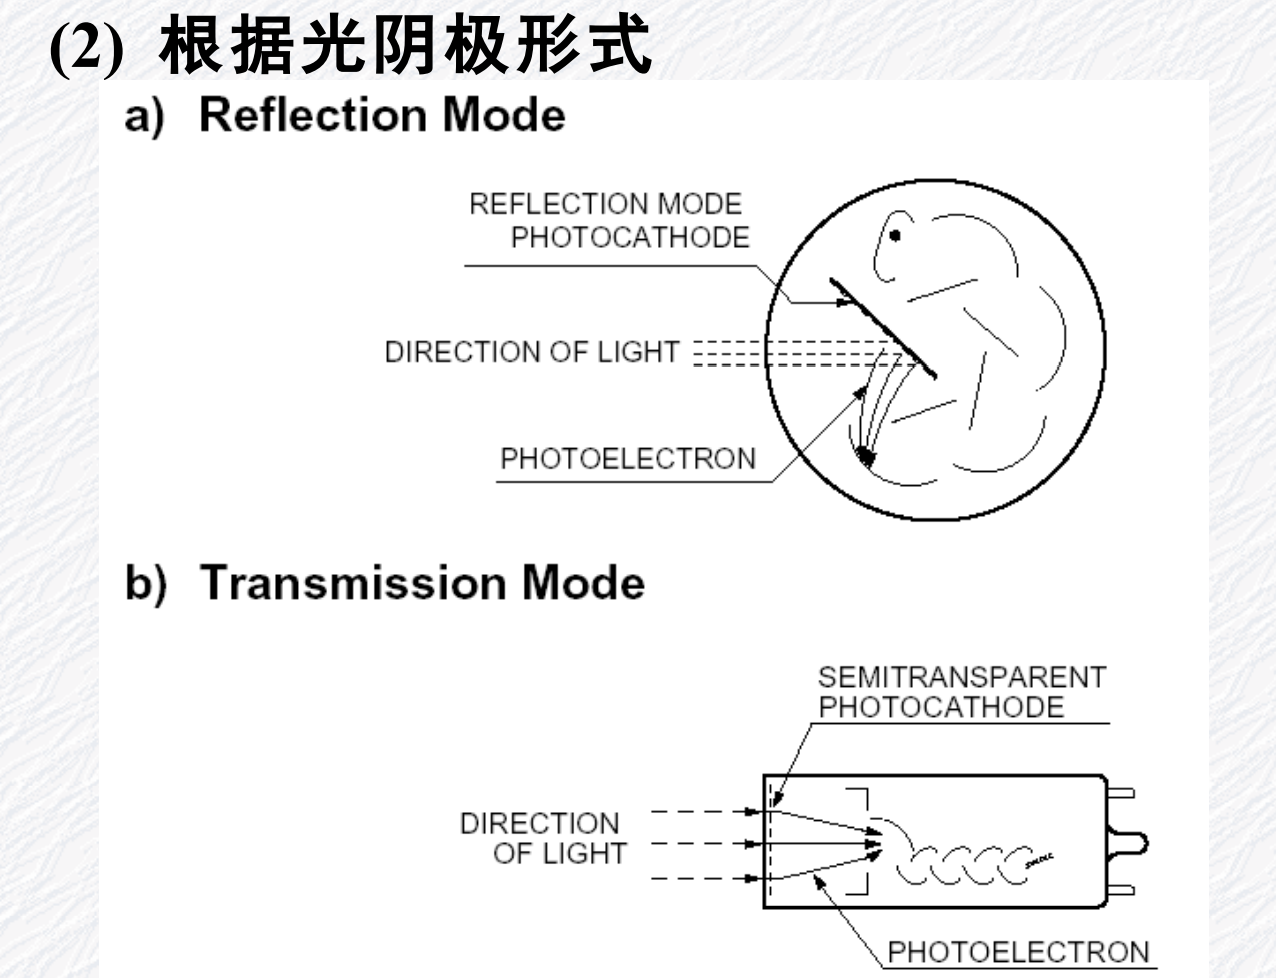 (2) 根据光阴极形式
a) Reflection Mode
REFLECTION MODE
PHOTOCATHODE
DIRECTION OF LIGHT
PHOTOELECTRON
b) Transmission Mode
SEMITRANSPARENT
PHOTOCATHODE
DIRECTION
OF LIGHT
PHOTOELECTRON